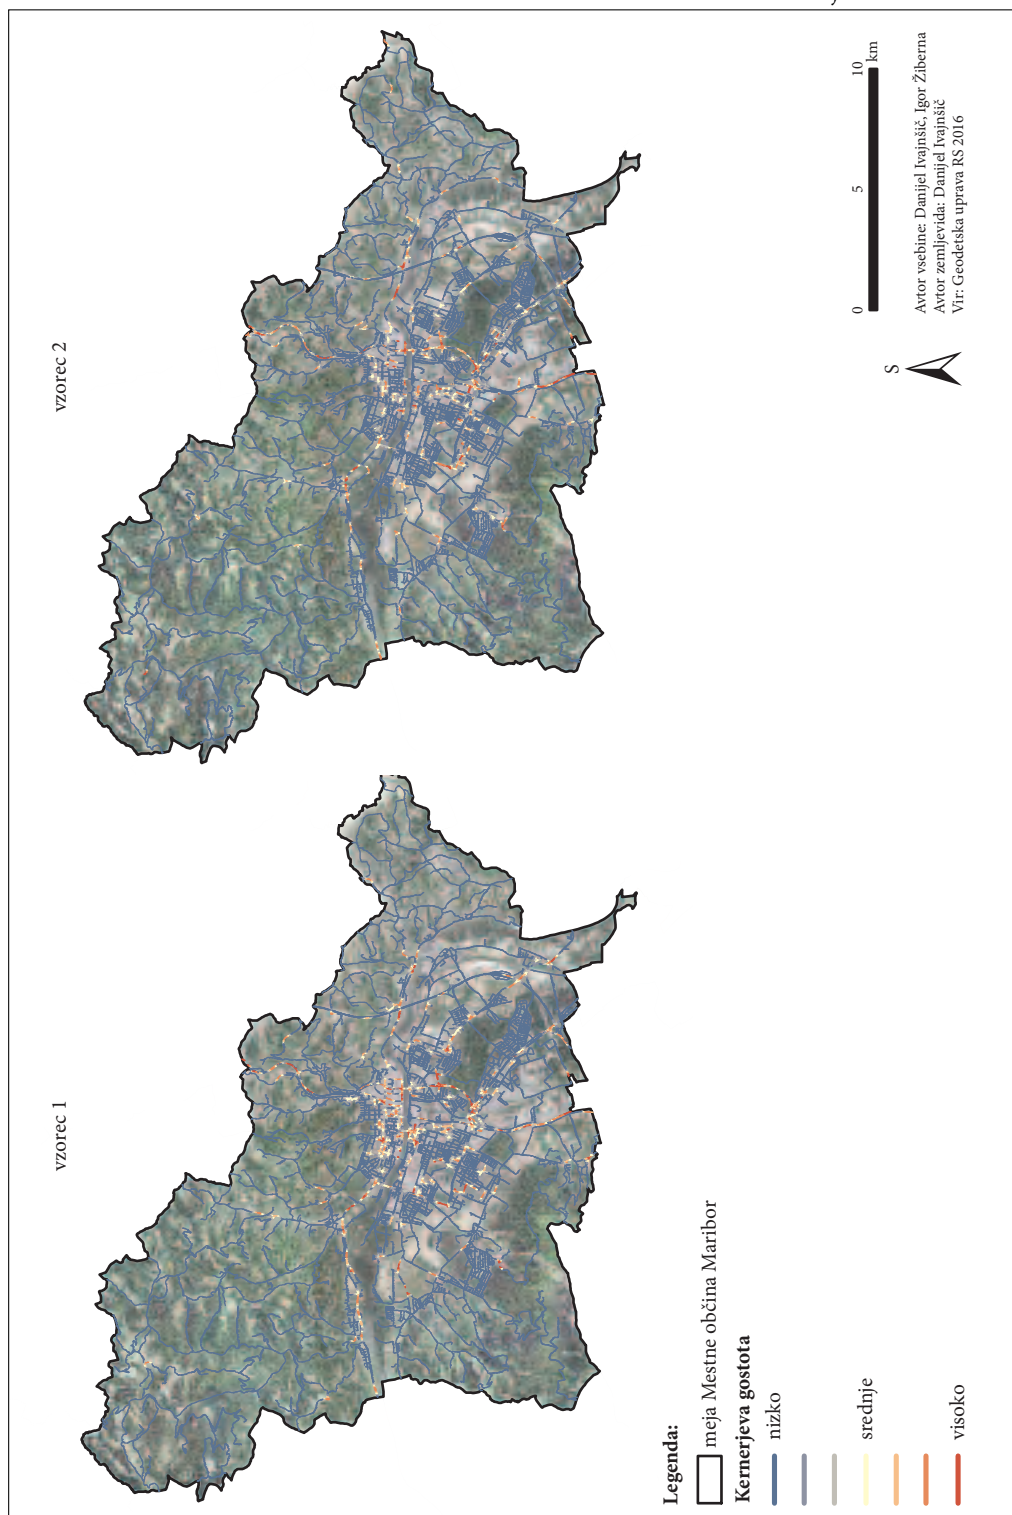 vzorec 1
vzorec 2
Legenda:
meja Mestne občina Maribor
Kernerjeva gostota
nizko
srednje
visoko
S
0 5 10
km
Avtor vsebine: Danijel Ivajnšič, Igor Žiberna
Avtor zemljevida: Danijel Ivajnšič
Vir: Geodetska uprava RS 2016